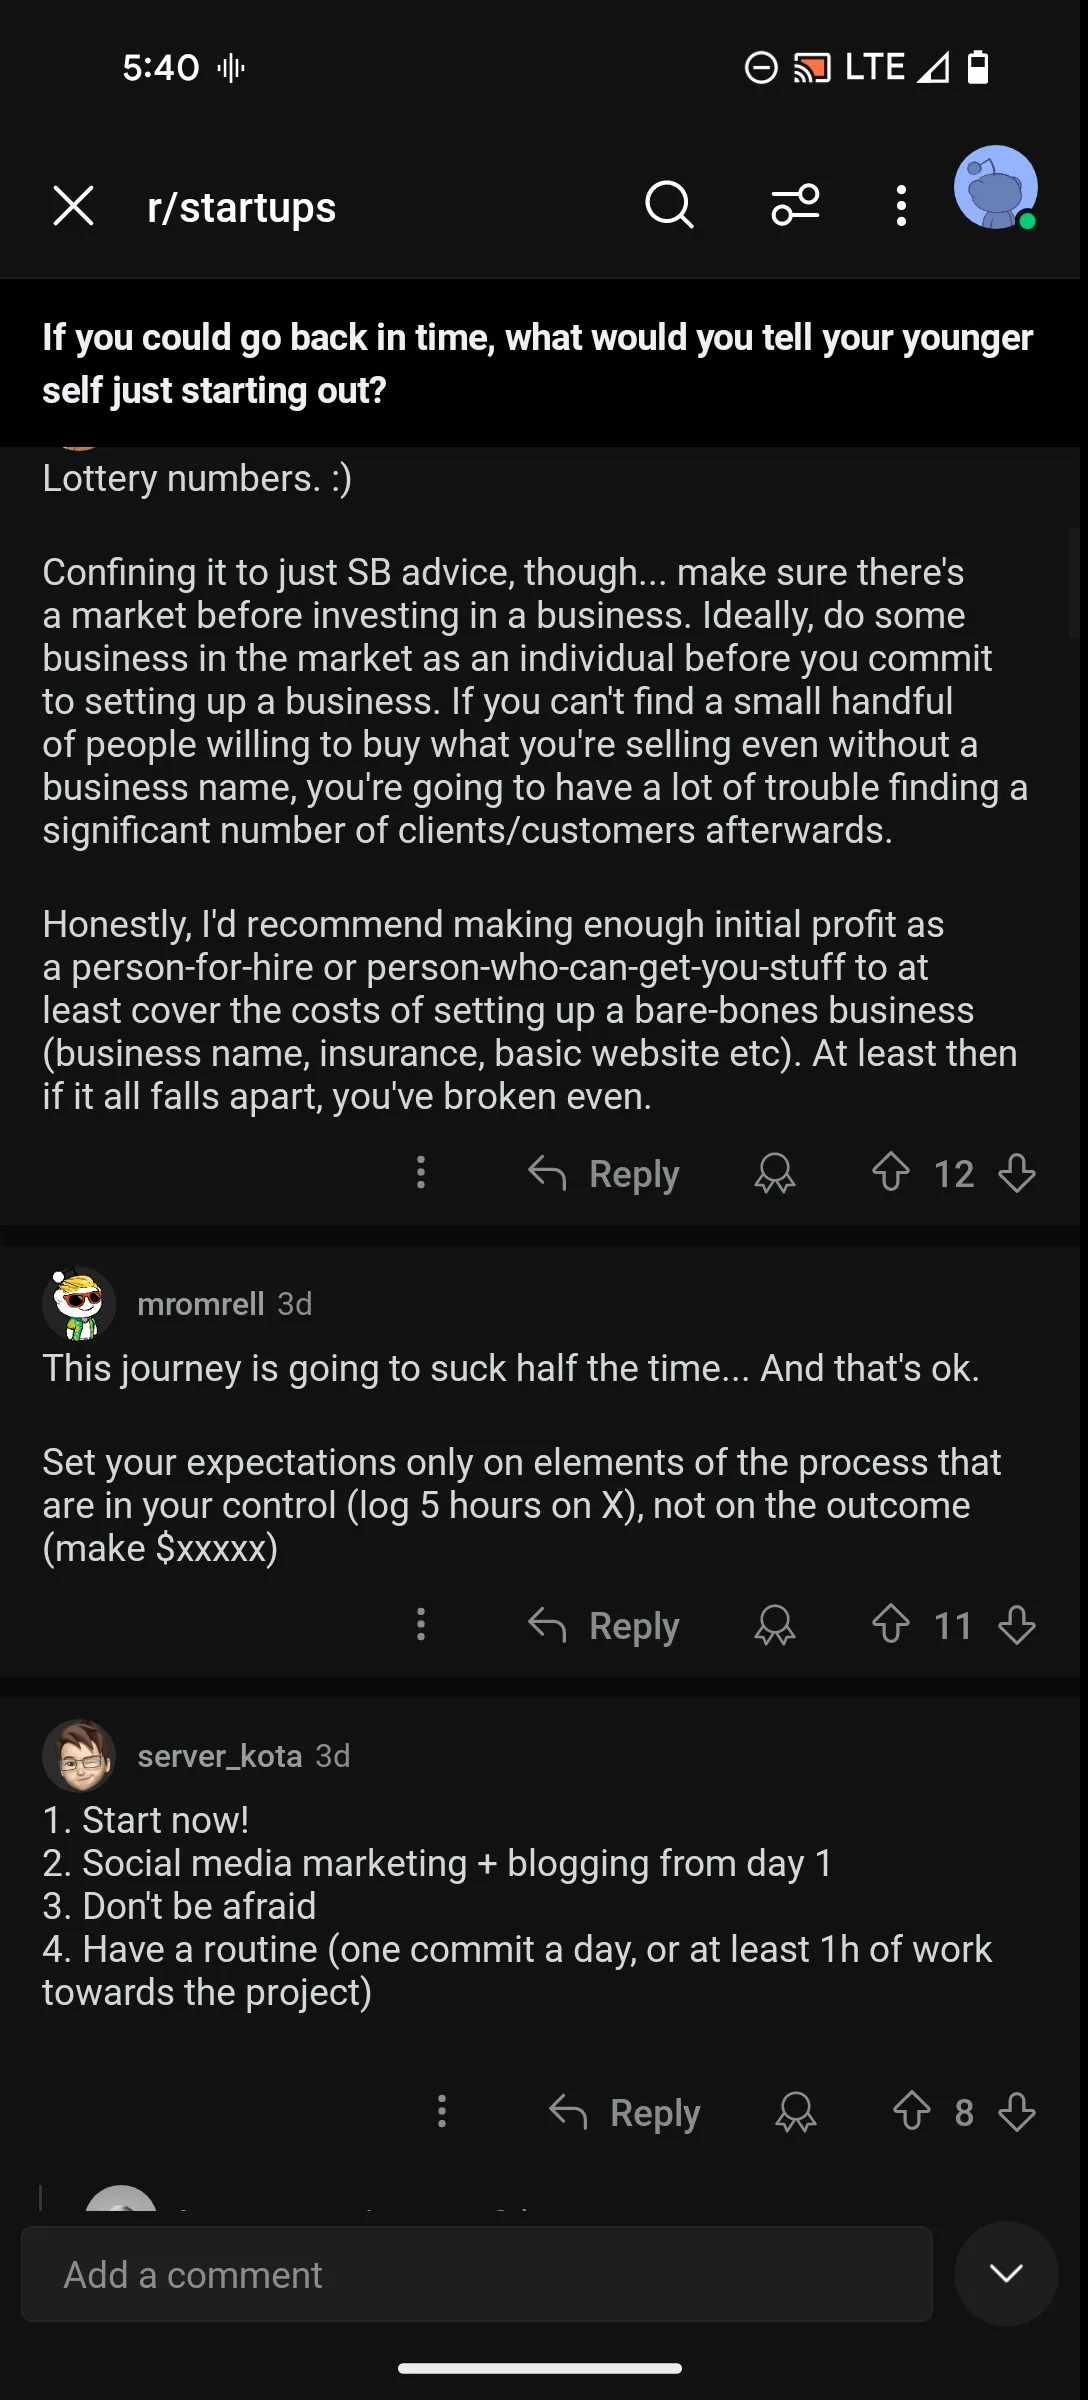 5:40
LTE
r/startups
If you could go back in time, what would you tell your younger
self just starting out?
Lottery numbers. :)
Confining it to just SB advice, though... make sure there's
a market before investing in a business. Ideally, do some
business in the market as an individual before you commit
to setting up a business. If you can't find a small handful
of people willing to buy what you're selling even without a
business name, you're going to have a lot of trouble finding a
significant number of clients/customers afterwards.
Honestly, I'd recommend making enough initial profit as
a person-for-hire or person-who-can-get-you-stuff to at
least cover the costs of setting up a bare-bones business
(business name, insurance, basic website etc). At least then
if it all falls apart, you've broken even.
Reply 12
mromrell 3d
This journey is going to suck half the time... And that's ok.
Set your expectations only on elements of the process that
are in your control (log 5 hours on X), not on the outcome
(make $xxxxx)
Reply 11
server_kota 3d
1. Start now!
2. Social media marketing + blogging from day 1
3. Don't be afraid
4. Have a routine (one commit a day, or at least 1h of work
towards the project)
Reply 8
Add a comment